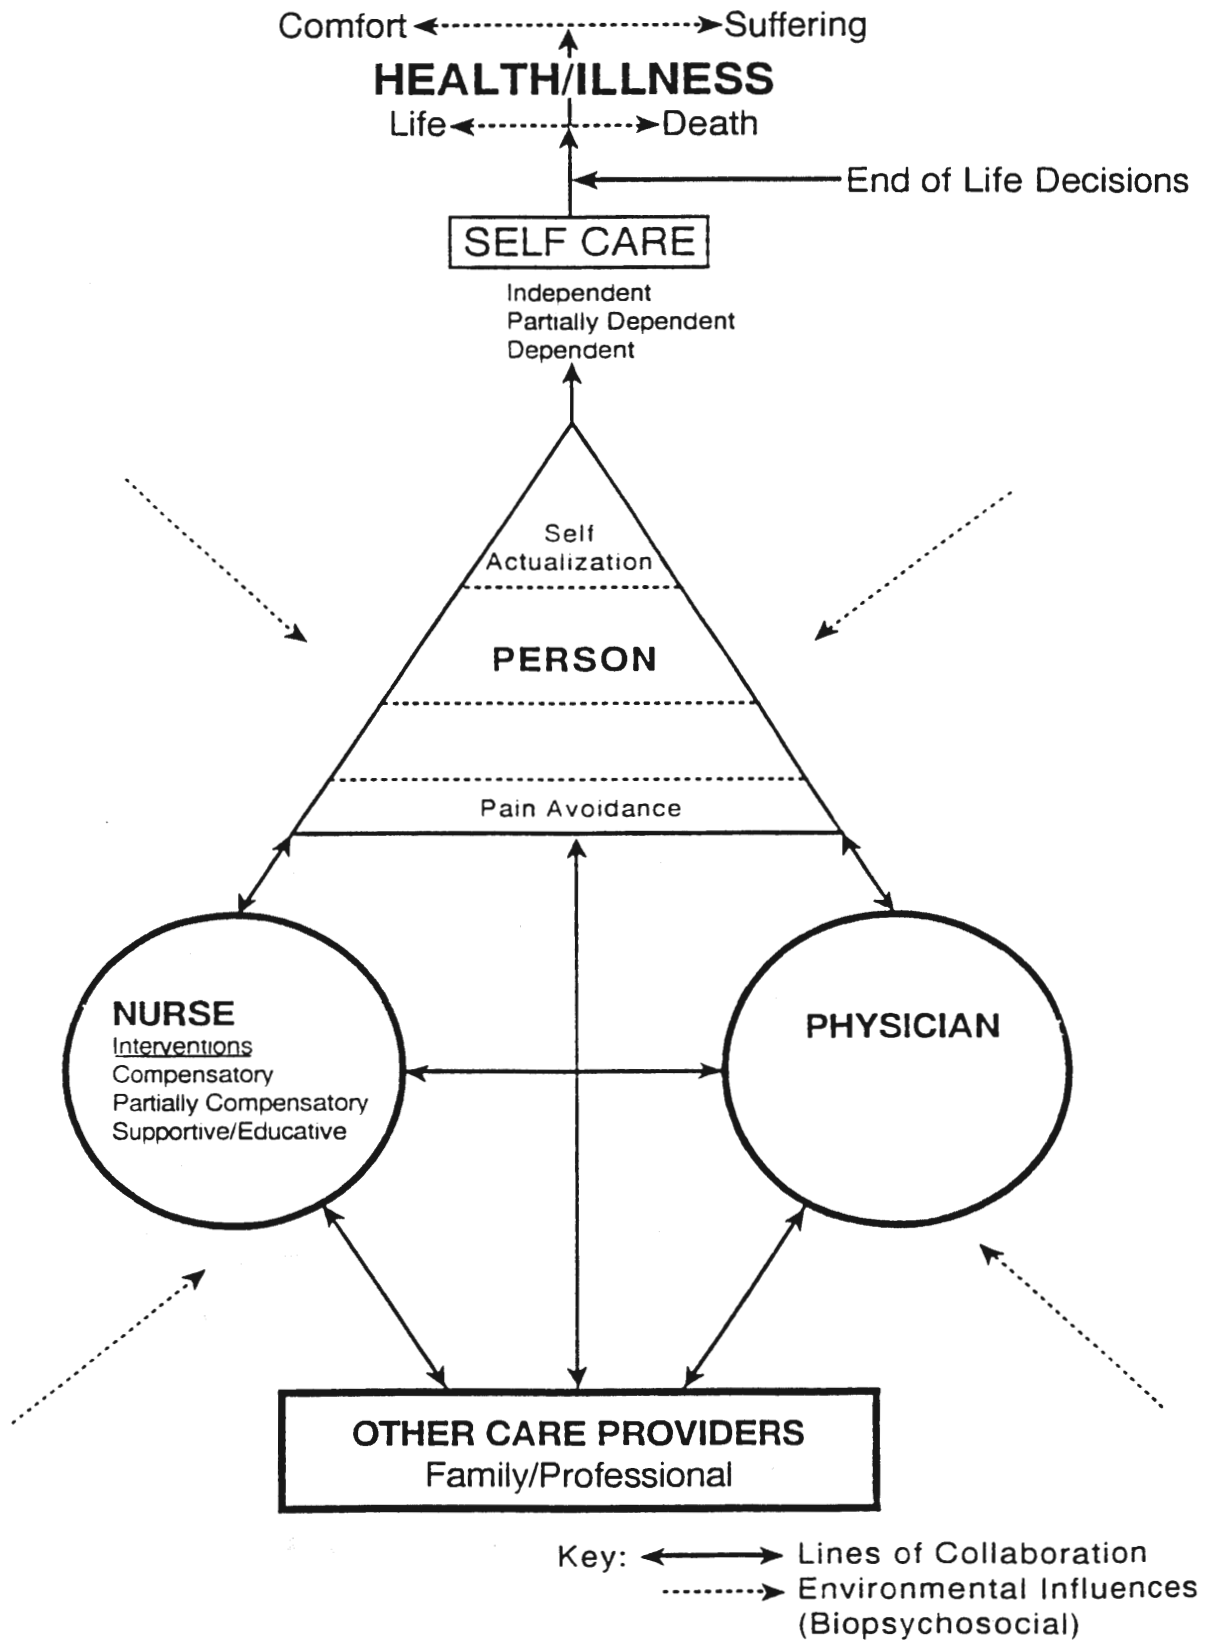 Comfort Suffering
HEALTH/ILLNESS
Life Death
End of Life Decisions
SELF CARE
Independent
Partially Dependent
Dependent
Self
Actualization
PERSON
Pain Avoidance
NURSE
Interventions
Compensatory
Partially Compensatory
Supportive/Educative
PHYSICIAN
OTHER CARE PROVIDERS
Family/Professional
Key: Lines of Collaboration
Environmental Influences
(Biopsychosocial)